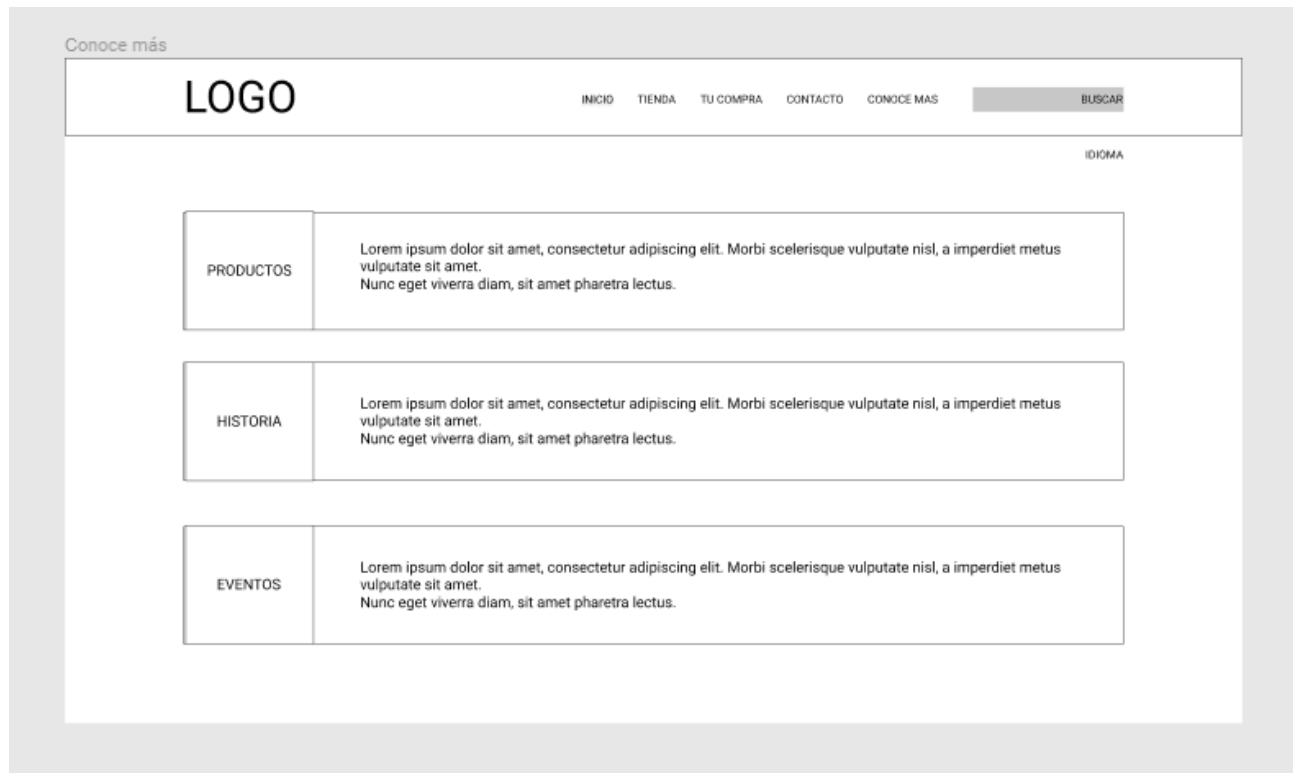 Conoce más
LOGO
INICIO TIENDA TU COMPRA CONTACTO CONOCE MAS BUSCAR
IDIOMA
PRODUCTOS
Lorem ipsum dolor sit amet, consectetur adipiscing elit. Morbi scelerisque vulputate nisl, a imperdiet metus
vulputate sit amet.
Nunc eget viverra diam, sit amet pharetra lectus.
HISTORIA
Lorem ipsum dolor sit amet, consectetur adipiscing elit. Morbi scelerisque vulputate nisl, a imperdiet metus
vulputate sit amet.
Nunc eget viverra diam, sit amet pharetra lectus.
EVENTOS
Lorem ipsum dolor sit amet, consectetur adipiscing elit. Morbi scelerisque vulputate nisl, a imperdiet metus
vulputate sit amet.
Nunc eget viverra diam, sit amet pharetra lectus.